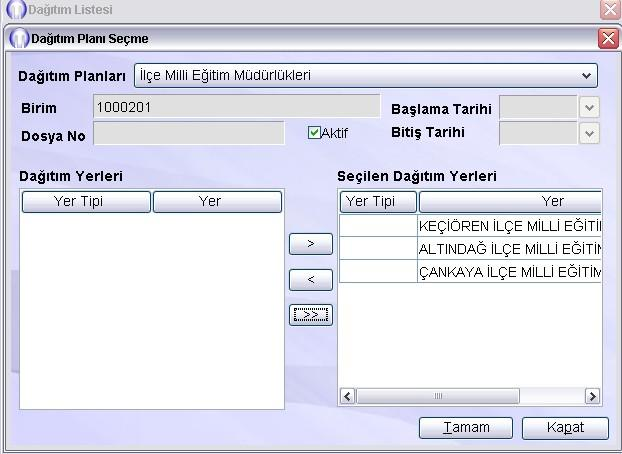 Dağıtım Listesi
Dağıtım Planı Seçme
Dağıtım Planları İlçe Milli Eğitim Müdürlükleri
Birim 1000201 Başlama Tarihi
Dosya No Aktif Bitiş Tarihi
Dağıtım Yerleri Seçilen Dağıtım Yerleri
Yer Tipi Yer Yer Tipi Yer
KEÇİÖREN İLÇE MİLLİ EĞİTİ
> ALTINDAĞ İLÇE MİLLİ EĞİTİ
< ÇANKAYA İLÇE MİLLİ EĞİTİM
>>
Tamam Kapat